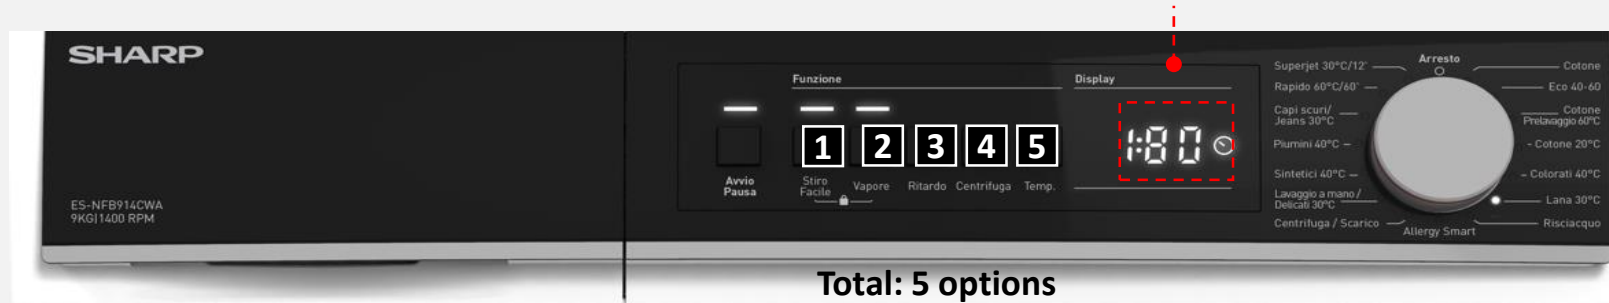 SHARP
ES-NFB914CWA
9KG|1400 RPM
Funzione
Display
1
2
3
4
5
1:80
Avvio
Pausa
Stiro
Facile
Vapore
Ritardo
Centrifuga
Temp.
Superjet 30°C/12'
Rapido 60°C/60'
Capi scuri/
Jeans 30°C
Piumini 40°C
Sintetici 40°C
Lavaggio a mano /
Delicati 30°C
Centrifuga / Scarico
Arresto
Allergy Smart
Cotone
Eco 40-60
Cotone
Prelavaggio 60°C
Cotone 20°C
Colorati 40°C
Lana 30°C
Risciacquo
Total: 5 options